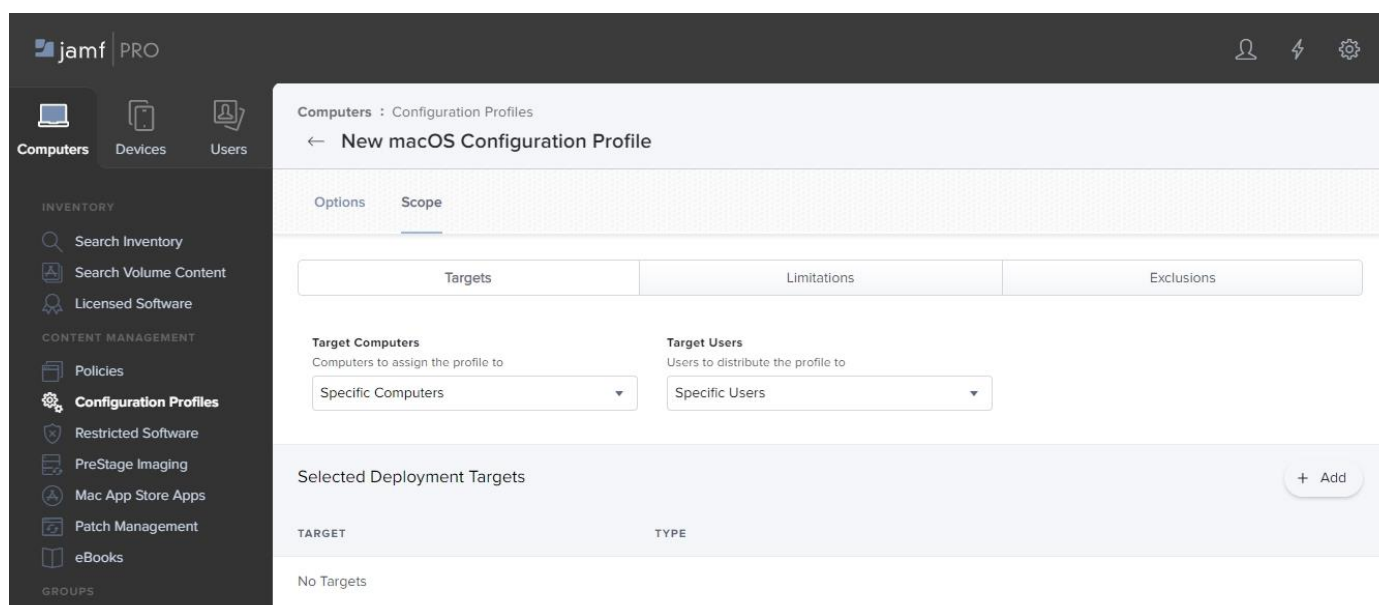 jamf PRO
Computers Devices Users
INVENTORY
Search Inventory
Search Volume Content
Licensed Software
CONTENT MANAGEMENT
Policies
Configuration Profiles
Restricted Software
PreStage Imaging
Mac App Store Apps
Patch Management
eBooks
GROUPS
Computers : Configuration Profiles
← New macOS Configuration Profile
Options Scope
Targets Limitations Exclusions
Target Computers
Computers to assign the profile to
Specific Computers
Target Users
Users to distribute the profile to
Specific Users
Selected Deployment Targets
+ Add
TARGET TYPE
No Targets